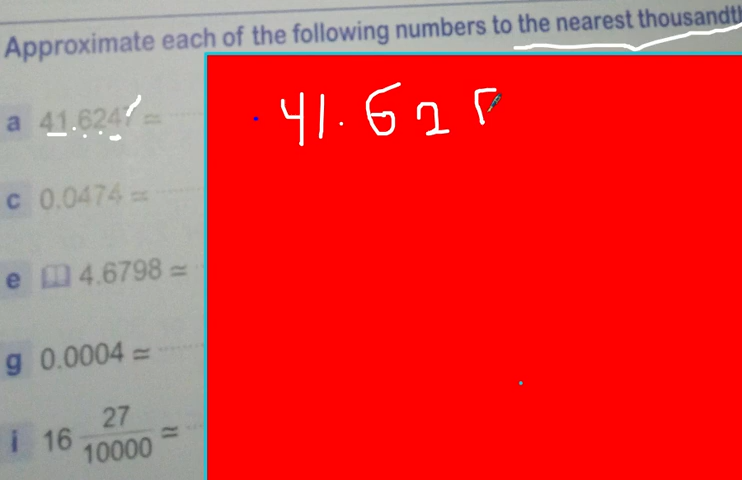 Approximate each of the following numbers to the nearest thousandth
a 41.6247 ≃
41.625
c 0.0474 ≃
e 4.6798 ≃
g 0.0004 ≃
i 16 27/10000 ≃